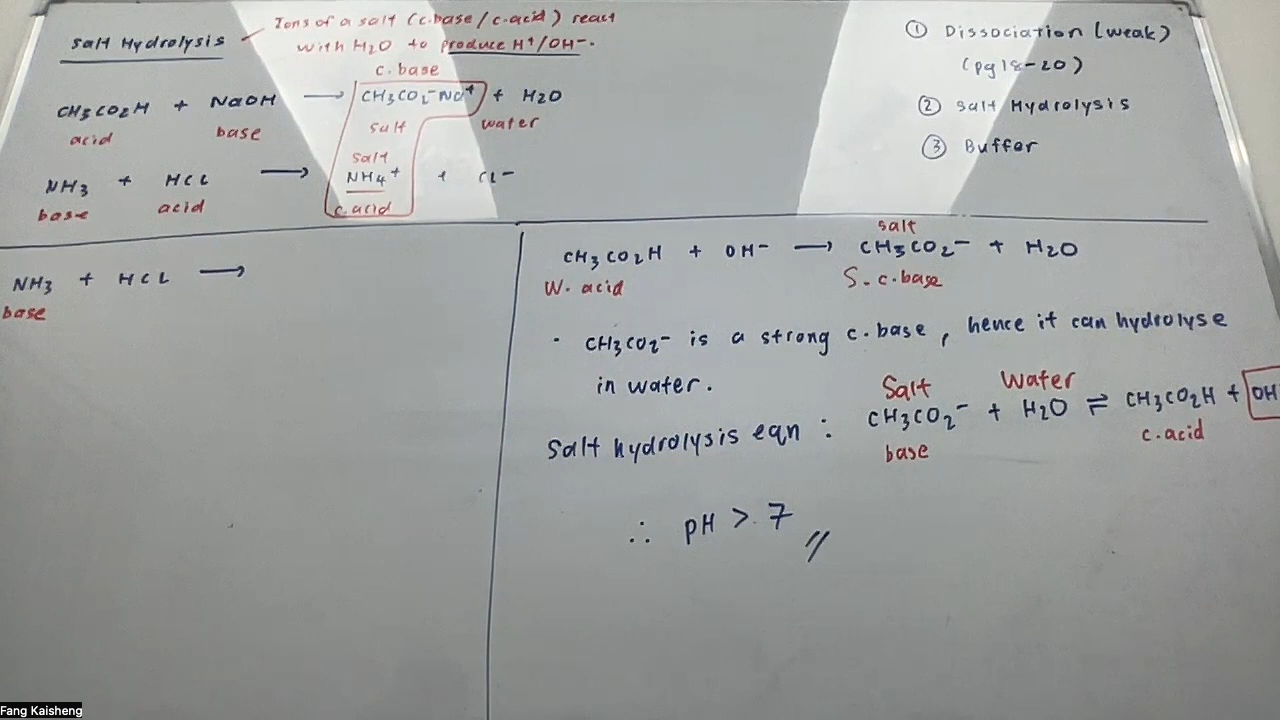 Salt Hydrolysis
Ions of a salt (c.base/c.acid) react
with H2O to produce H+/OH-.
c.base
CH3CO2H + NaOH → CH3CO2-Na+ + H2O
acid base salt water
salt
NH3 + HCl → NH4+ + Cl-
base acid c.acid
① Dissociation (weak)
(pg18-20)
② Salt Hydrolysis
③ Buffer
NH3 + HCl →
base
salt
CH3CO2H + OH- → CH3CO2- + H2O
W. acid S. c.base
· CH3CO2- is a strong c.base, hence it can hydrolyse
in water.
Salt Water
Salt hydrolysis eqn : CH3CO2- + H2O ⇌ CH3CO2H + OH
base c.acid
∴ pH > 7 //
Fang Kaisheng